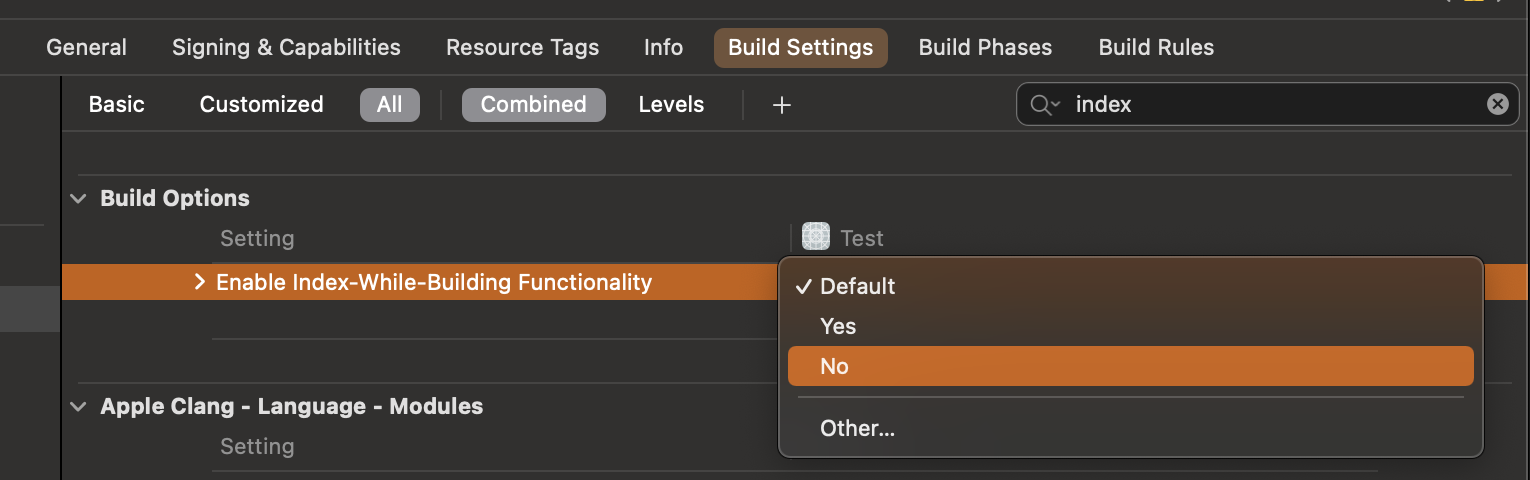 General Signing & Capabilities Resource Tags Info Build Settings Build Phases Build Rules
Basic Customized All Combined Levels + index
Build Options
Setting Test
Enable Index-While-Building Functionality
Default
Yes
No
Apple Clang - Language - Modules
Other...
Setting